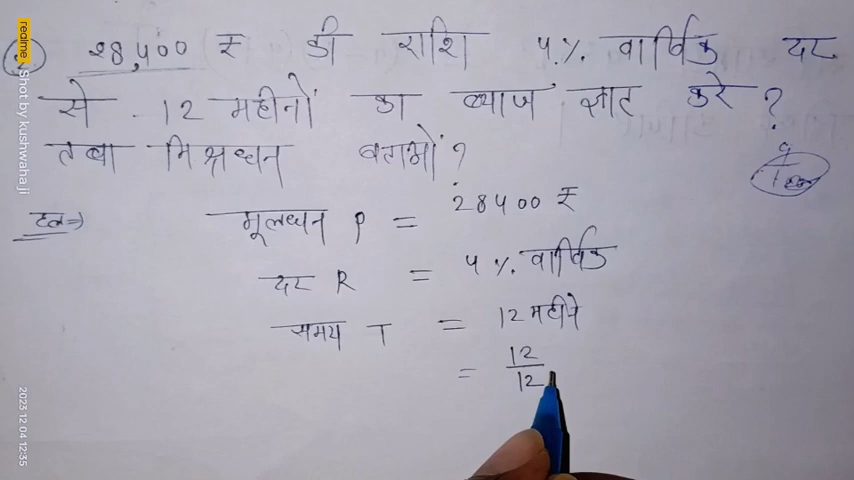 28,400 ₹ की राशि 4% वार्षिक दर
से 12 महीनों का ब्याज ज्ञात करे ?
तथा मिश्रधन बताओं ?
हल⇒
मूलधन P = 28400 ₹
दर R = 4% वार्षिक
समय T = 12 महीने
= 12/12
realme
Shot by kushwahaji
2023.12.04 12:35